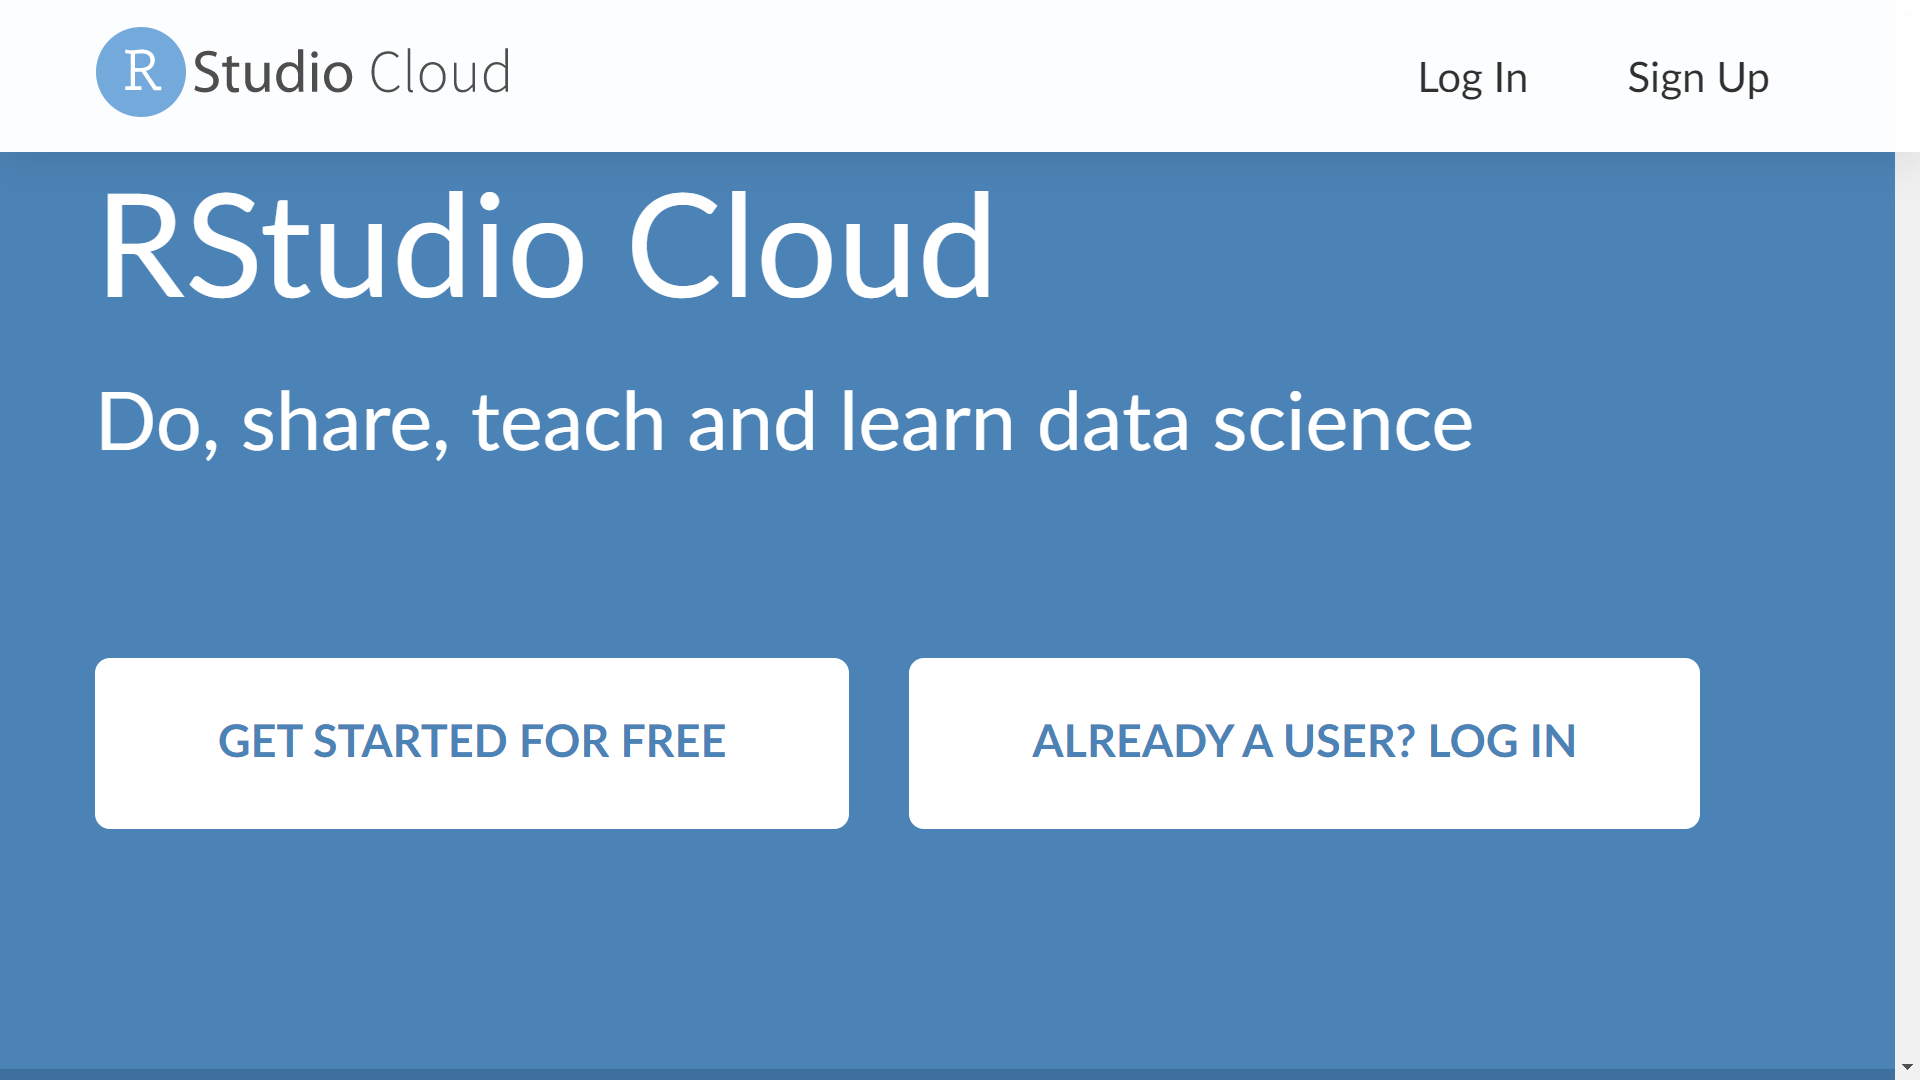 R Studio Cloud
Log In
Sign Up
RStudio Cloud
Do, share, teach and learn data science
GET STARTED FOR FREE
ALREADY A USER? LOG IN